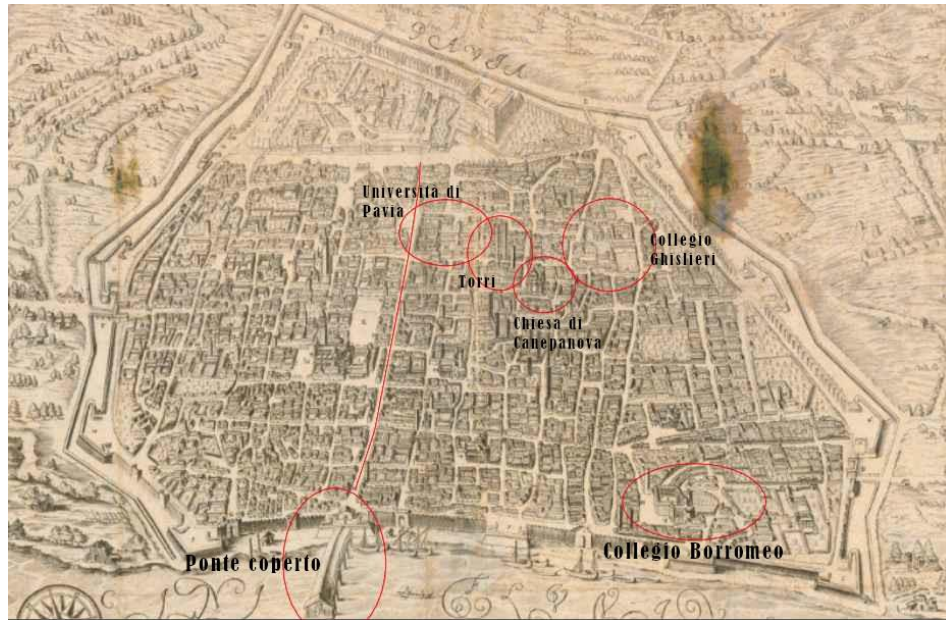 PAVIA
Università di
Pavia
Collegio
Ghislieri
Torri
Chiesa di
Canepanova
Collegio Borromeo
Ponte coperto